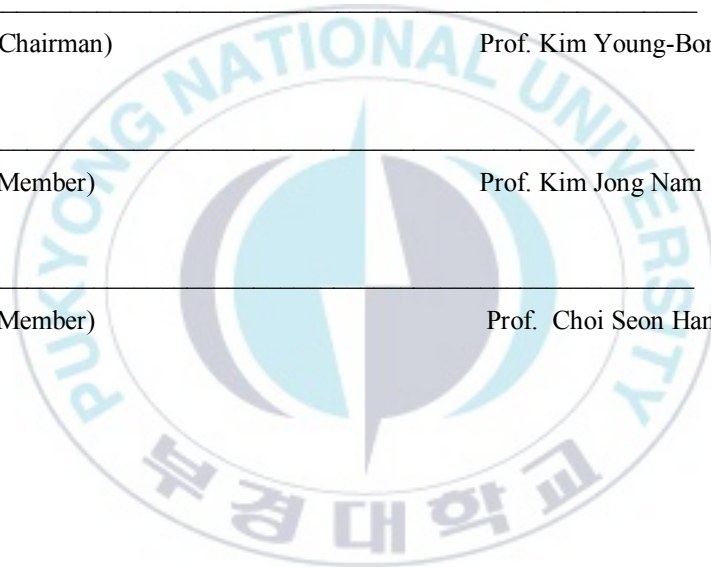 Chairman) Prof. Kim Young-Bon
Member) Prof. Kim Jong Nam
Member) Prof. Choi Seon Han
PUKYONG NATIONAL UNIVERSITY
부경대학교